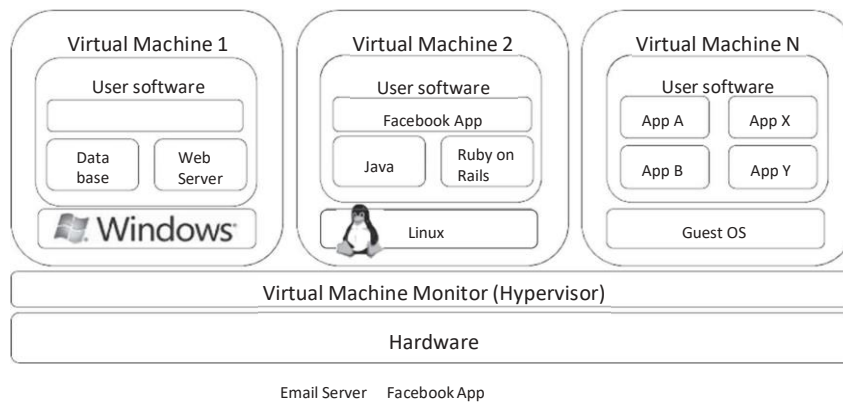 Virtual Machine 1
User software
Data
base
Web
Server
Windows
Virtual Machine 2
User software
Facebook App
Java
Ruby on
Rails
Linux
Virtual Machine N
User software
App A
App X
App B
App Y
Guest OS
Virtual Machine Monitor (Hypervisor)
Hardware
Email Server Facebook App